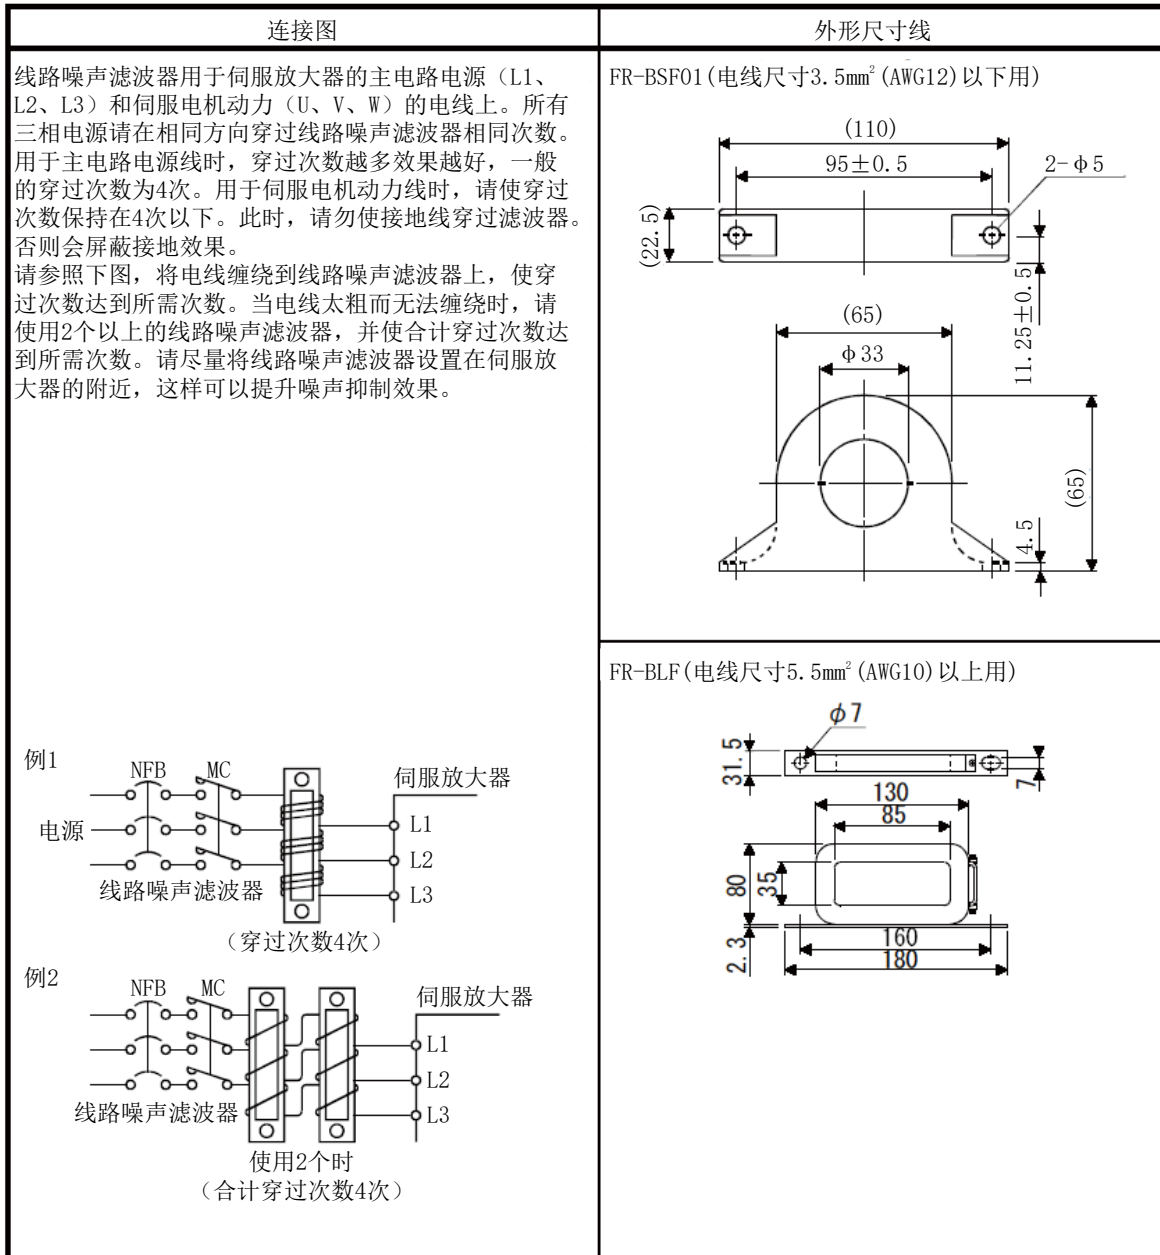 连接图
外形尺寸线
线路噪声滤波器用于伺服放大器的主电路电源（L1、
L2、L3）和伺服电机动力（U、V、W）的电线上。所有
三相电源请在相同方向穿过线路噪声滤波器相同次数。
用于主电路电源线时，穿过次数越多效果越好，一般
的穿过次数为4次。用于伺服电机动力线时，请使穿过
次数保持在4次以下。此时，请勿使接地线穿过滤波器。
否则会屏蔽接地效果。
请参照下图，将电线缠绕到线路噪声滤波器上，使穿
过次数达到所需次数。当电线太粗而无法缠绕时，请
使用2个以上的线路噪声滤波器，并使合计穿过次数达
到所需次数。请尽量将线路噪声滤波器设置在伺服放
大器的附近，这样可以提升噪声抑制效果。
例1
NFB
MC
伺服放大器
电源
L1
L2
L3
线路噪声滤波器
（穿过次数4次）
例2
NFB
MC
伺服放大器
L1
L2
L3
线路噪声滤波器
使用2个时
（合计穿过次数4次）
FR-BSF01(电线尺寸3.5mm²(AWG12)以下用)
(110)
95±0.5
2-φ5
(22.5)
11.25±0.5
(65)
φ33
(65)
4.5
FR-BLF(电线尺寸5.5mm²(AWG10)以上用)
φ7
31.5
7
130
85
80
35
2.3
160
180